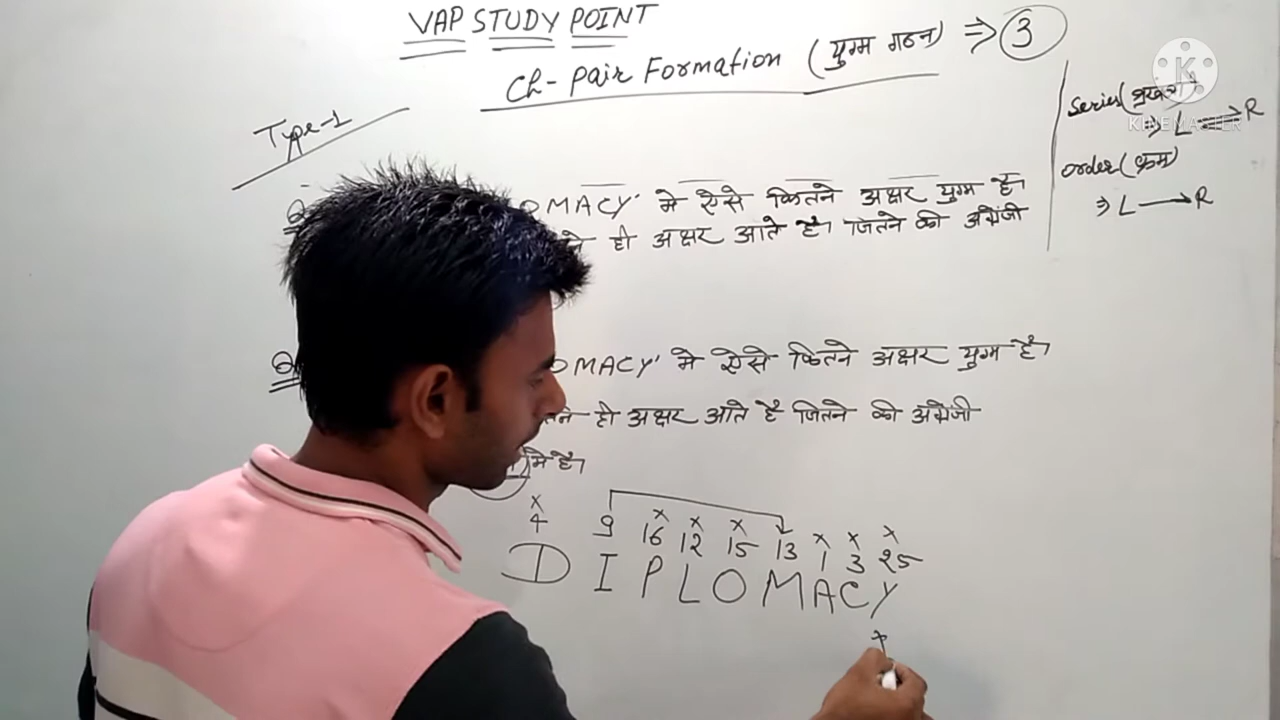 VAP STUDY POINT
Ch- Pair Formation (युग्म गठन) ⇒ 3
Type-1
OMACY' मे ऐसे कितने अक्षर युग्म है।
ही अक्षर आते है। जितने की अंग्रेजी
Series(
⇒ L R
order(क्रम)
⇒ L → R
K
KINEMASTER
OMACY' मे ऐसे कितने अक्षर युग्म है
ही अक्षर आते है जितने की अंग्रेजी
मे है।
x x x x x x x
4 9 16 12 15 13 1 3 25
D I P L O M A C Y
x